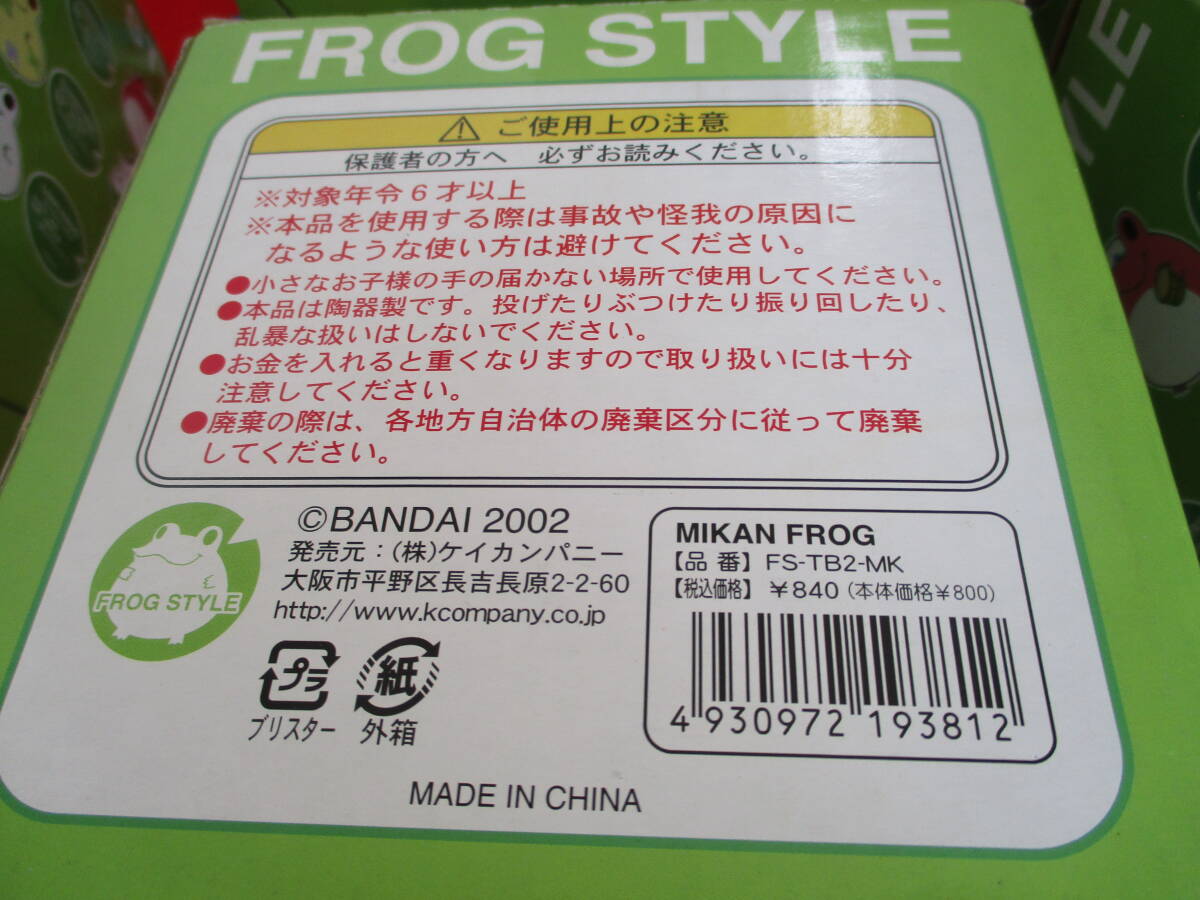 FROG STYLE
ご使用上の注意
保護者の方へ 必ずお読みください。
※対象年令6才以上
※本品を使用する際は事故や怪我の原因に
なるような使い方は避けてください。
●小さなお子様の手の届かない場所で使用してください。
●本品は陶器製です。投げたりぶつけたり振り回したり、
乱暴な扱いはしないでください。
●お金を入れると重くなりますので取り扱いには十分
注意してください。
●廃棄の際は、各地方自治体の廃棄区分に従って廃棄
してください。
FROG STYLE
©BANDAI 2002
発売元:(株)ケイカンパニー
大阪市平野区長吉長原2-2-60
http://www.kcompany.co.jp
プラ
ブリスター
紙
外箱
MIKAN FROG
【品 番】 FS-TB2-MK
【税込価格】 ¥840(本体価格¥800)
4 930972 193812
MADE IN CHINA
YLE